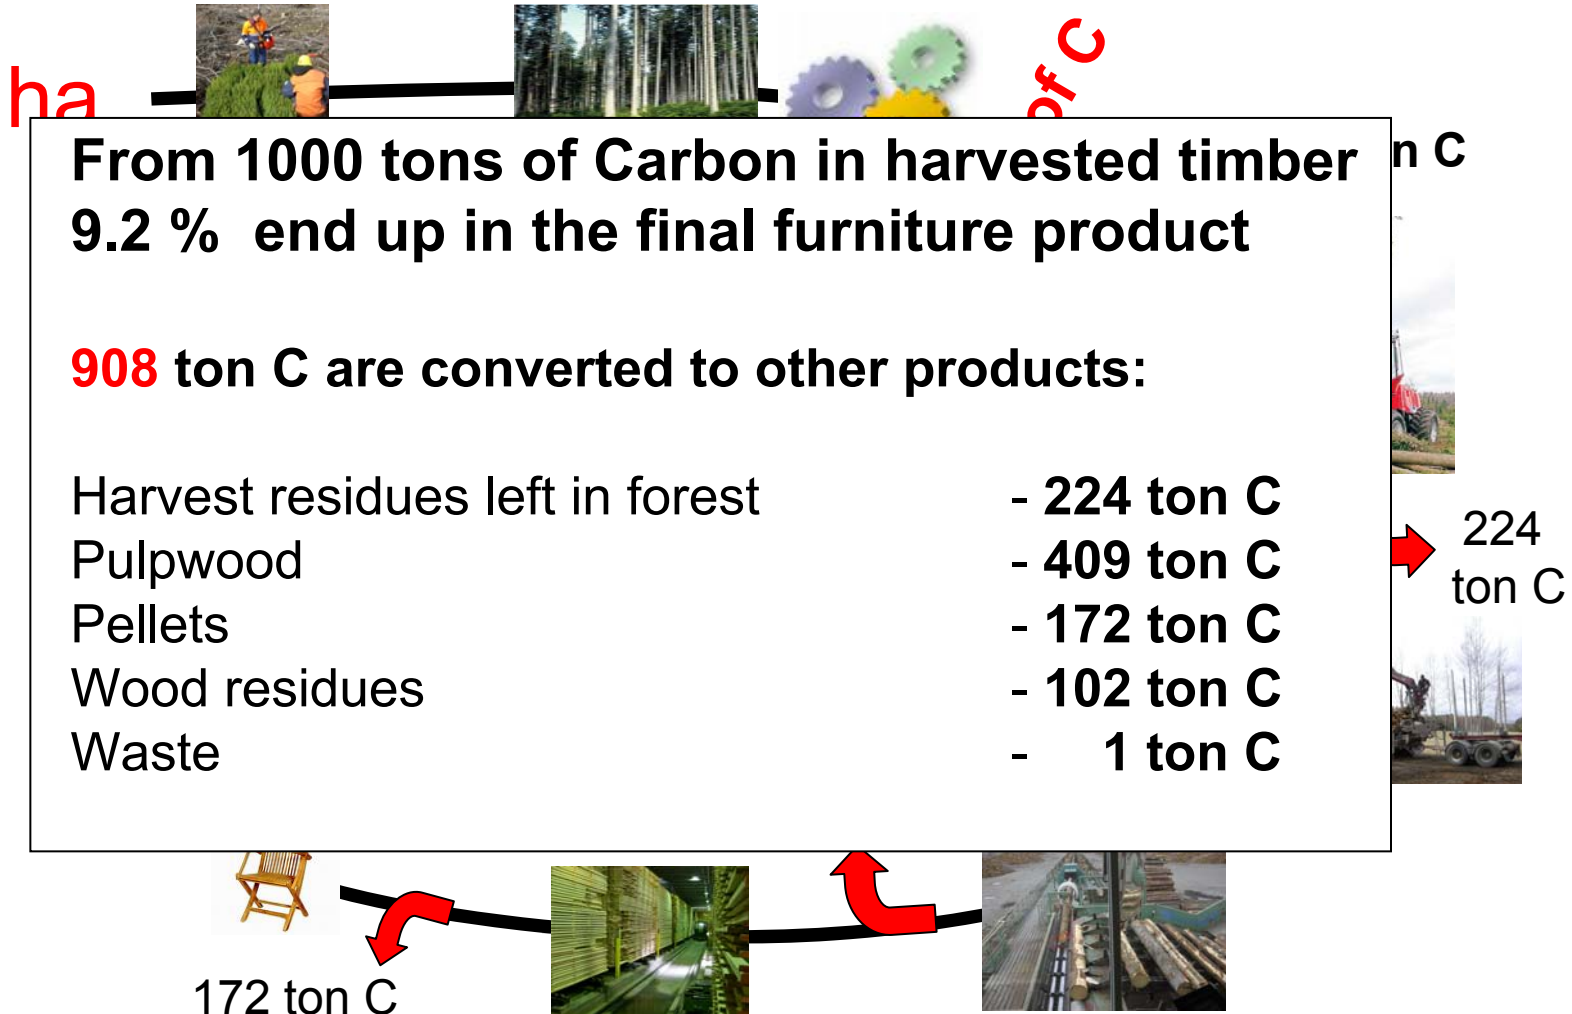 ha
of C
n C
From 1000 tons of Carbon in harvested timber
9.2 % end up in the final furniture product
908 ton C are converted to other products:
Harvest residues left in forest - 224 ton C
Pulpwood - 409 ton C
Pellets - 172 ton C
Wood residues - 102 ton C
Waste - 1 ton C
224
ton C
172 ton C